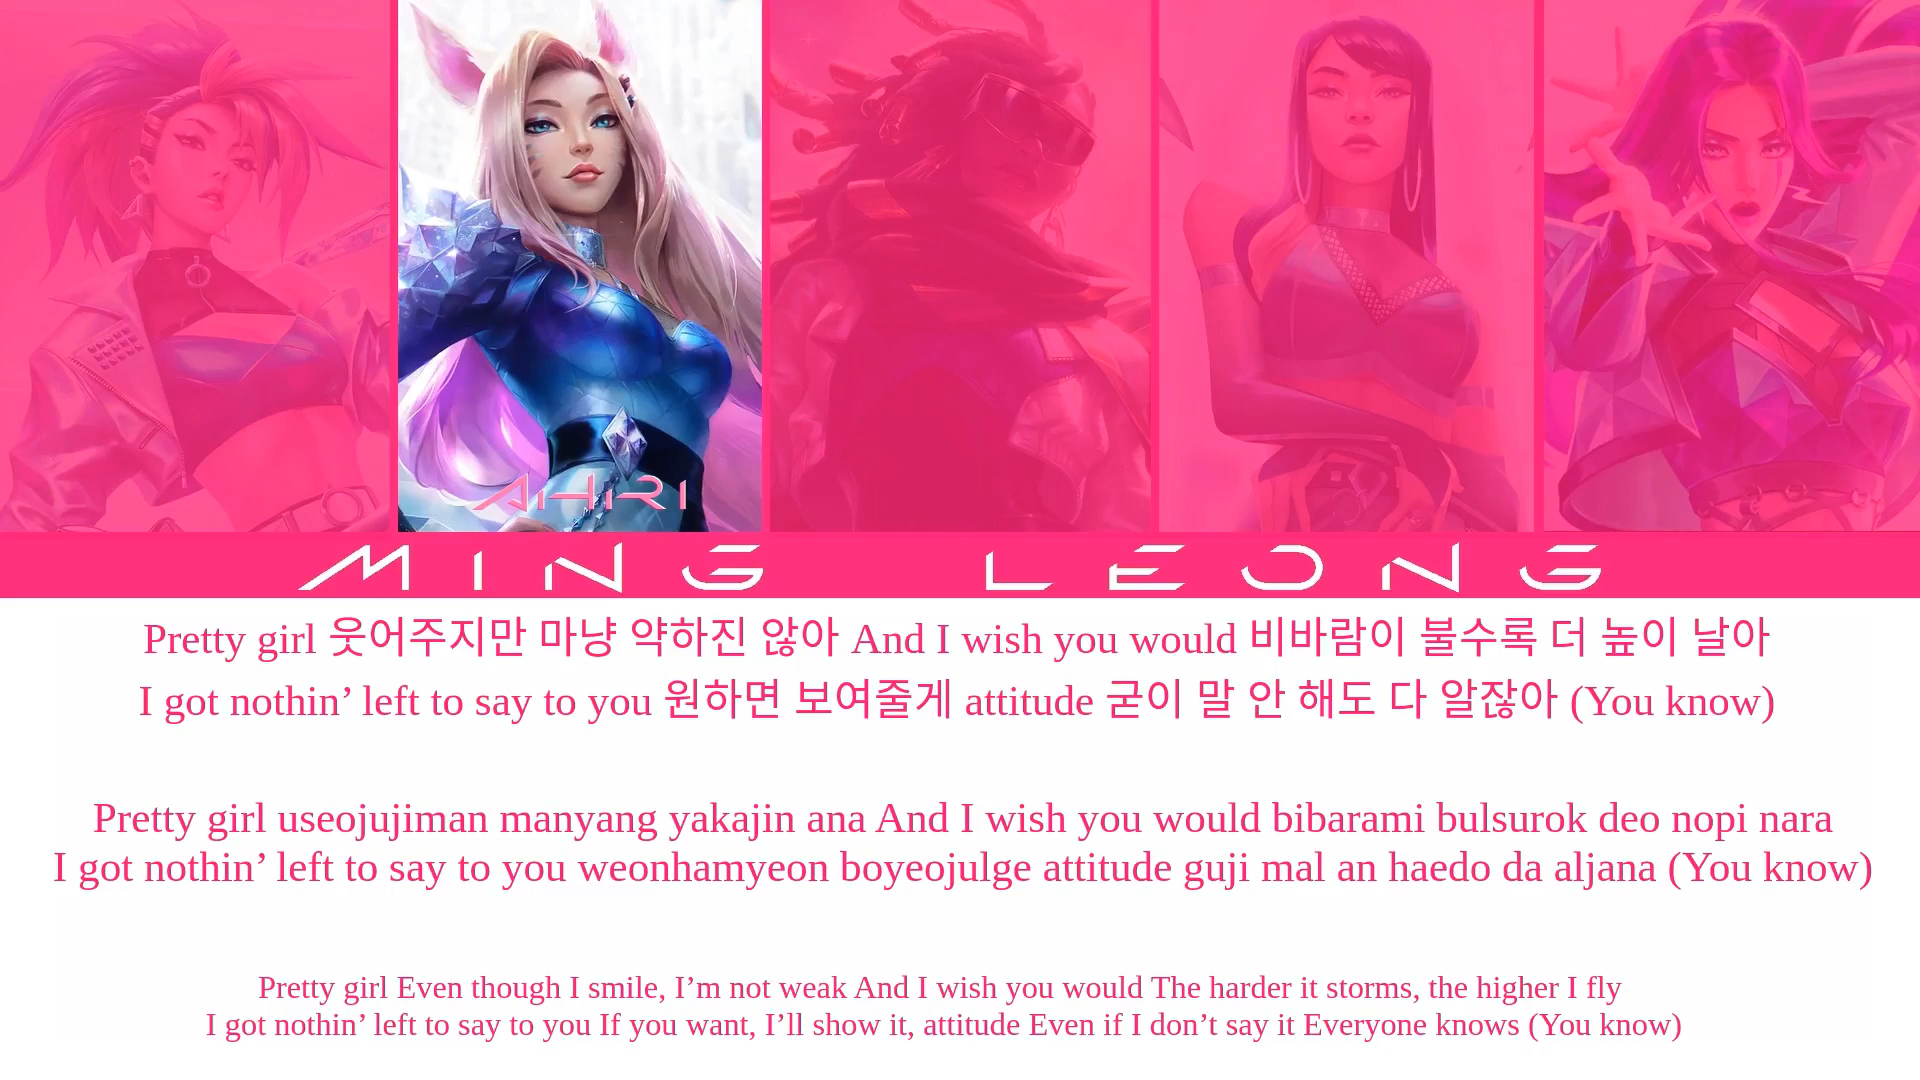 AHRI
MING LEONG
Pretty girl 웃어주지만 마냥 약하진 않아 And I wish you would 비바람이 불수록 더 높이 날아
I got nothin’ left to say to you 원하면 보여줄게 attitude 굳이 말 안 해도 다 알잖아 (You know)
Pretty girl useojujiman manyang yakajin ana And I wish you would bibarami bulsurok deo nopi nara
I got nothin’ left to say to you weonhamyeon boyeojulge attitude guji mal an haedo da aljana (You know)
Pretty girl Even though I smile, I’m not weak And I wish you would The harder it storms, the higher I fly
I got nothin’ left to say to you If you want, I’ll show it, attitude Even if I don’t say it Everyone knows (You know)